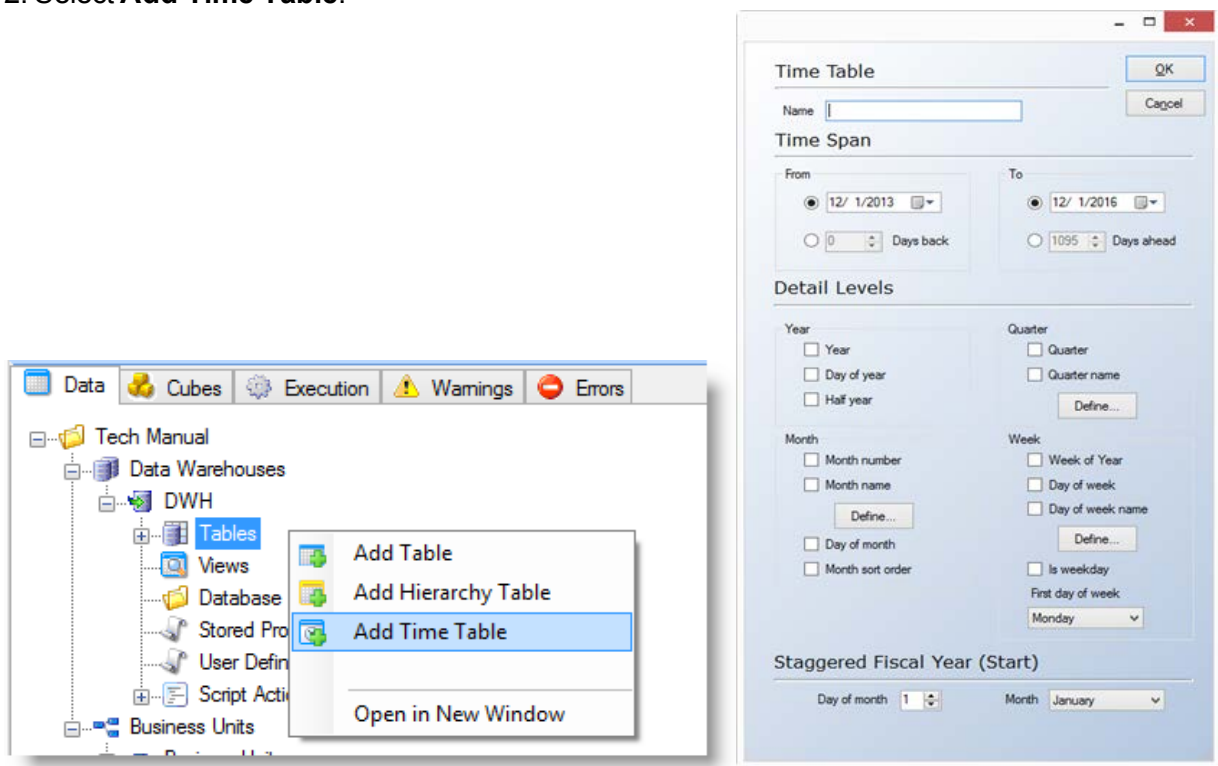 2. Select Add Time Table.
Data Cubes Execution Warnings Errors
Tech Manual
Data Warehouses
DWH
Tables
Views
Database
Stored Pro
User Defin
Script Acti
Business Units
Add Table
Add Hierarchy Table
Add Time Table
Open in New Window
Time Table
OK
Name
Cancel
Time Span
From
To
12/ 1/2013
12/ 1/2016
0 Days back
1095 Days ahead
Detail Levels
Year
Quarter
Year
Day of year
Half year
Quarter
Quarter name
Define...
Month
Month number
Month name
Define...
Day of month
Month sort order
Week
Week of Year
Day of week
Day of week name
Define...
Is weekday
First day of week
Monday
Staggered Fiscal Year (Start)
Day of month 1 Month January